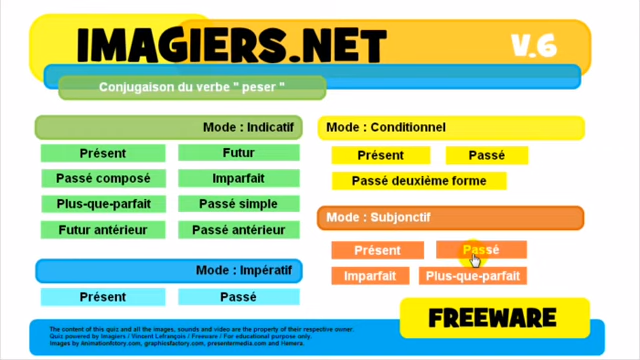 IMAGIERS.NET
V.6
Conjugaison du verbe " peser "
Mode : Indicatif
Présent Futur
Passé composé Imparfait
Plus-que-parfait Passé simple
Futur antérieur Passé antérieur
Mode : Impératif
Présent Passé
Mode : Conditionnel
Présent Passé
Passé deuxième forme
Mode : Subjonctif
Présent Passé
Imparfait Plus-que-parfait
FREEWARE
The content of this quiz and all the images, sounds and video are the property of their respective owner.
Quiz powered by Imagiers / Vincent Lefrançois / Freeware / For educational purpose only.
Images by Animationfctory.com, graphicsfactory.com, presentermedia.com and Hemera.